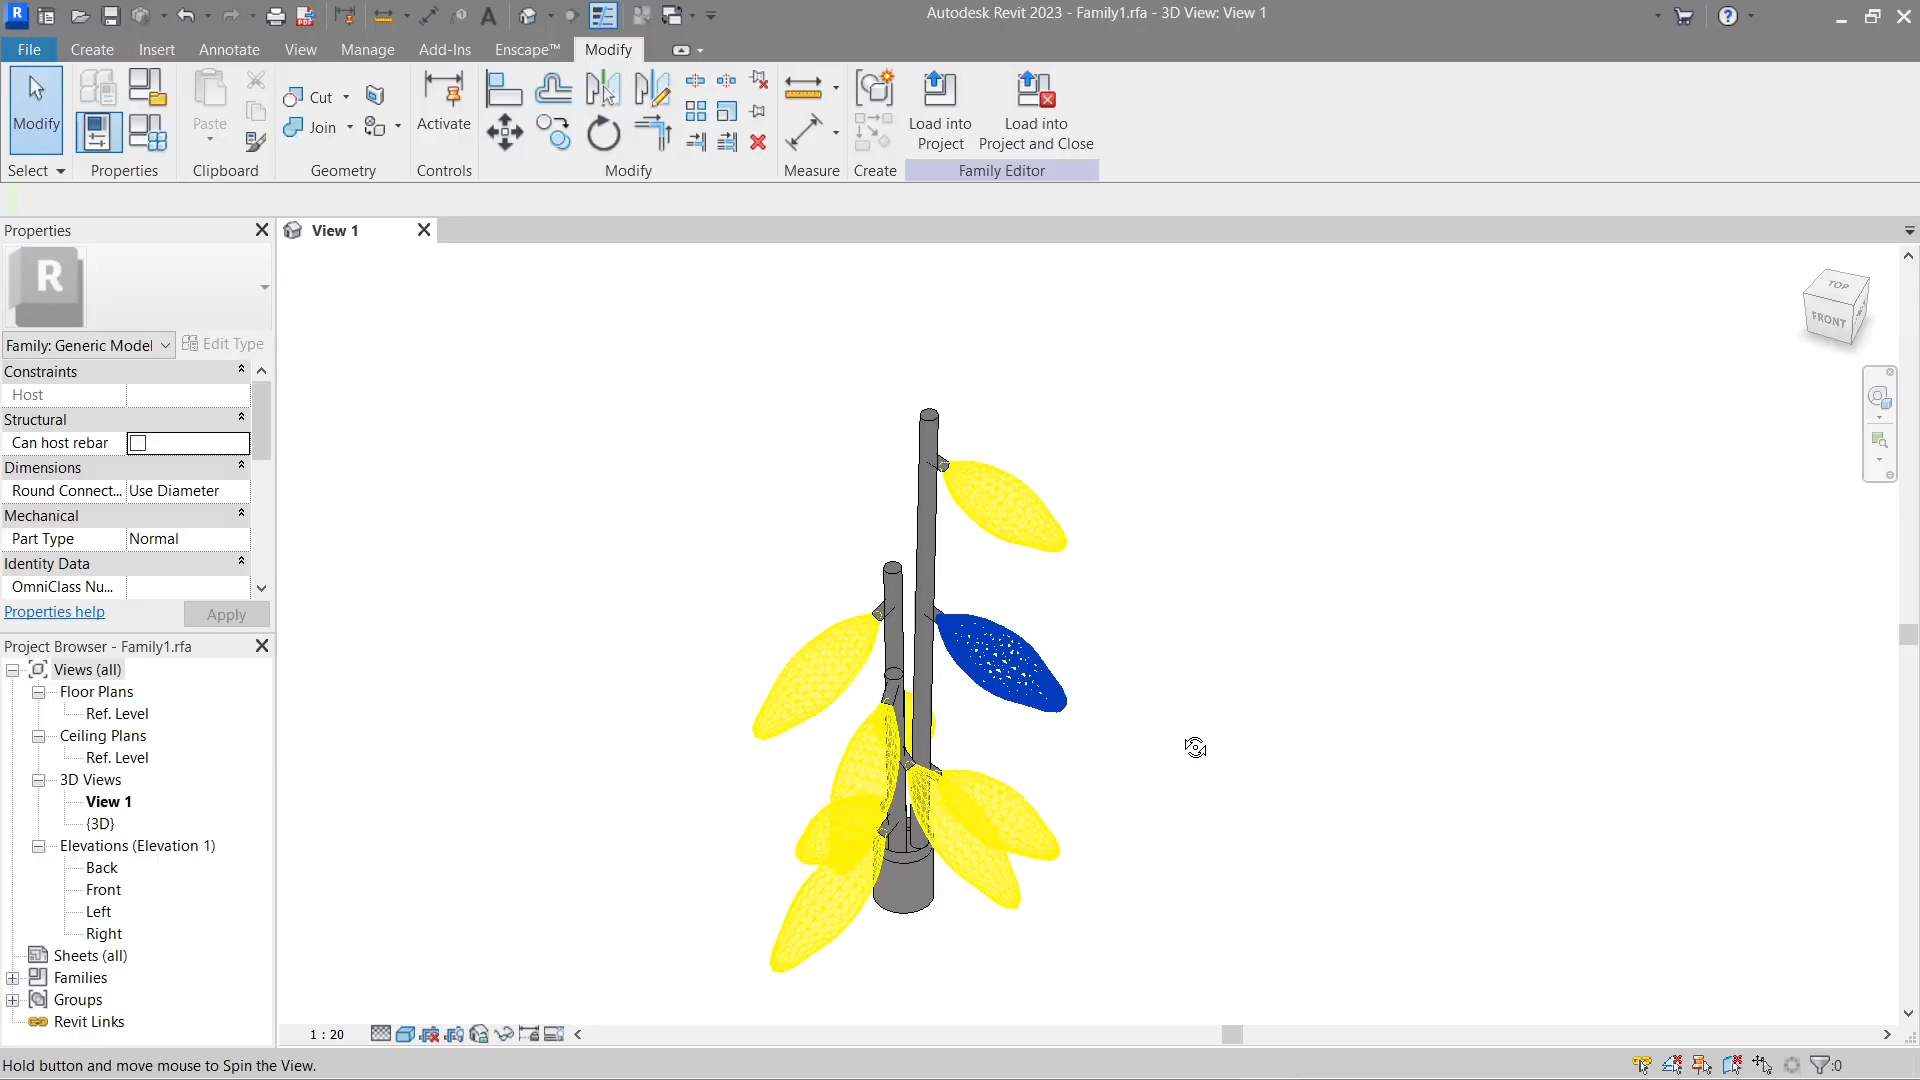 R
Autodesk Revit 2023 - Family1.rfa - 3D View: View 1
File
Create
Insert
Annotate
View
Manage
Add-Ins
Enscape™
Modify
Modify
Paste
Cut
Join
Activate
Load into
Project
Load into
Project and Close
Select
Properties
Clipboard
Geometry
Controls
Modify
Measure
Create
Family Editor
Properties
View 1
R
Family: Generic Model
Edit Type
Constraints
Host
Structural
Can host rebar
Dimensions
Round Connect... Use Diameter
Mechanical
Part Type Normal
Identity Data
OmniClass Nu...
Properties help
Apply
Project Browser - Family1.rfa
Views (all)
Floor Plans
Ref. Level
Ceiling Plans
Ref. Level
3D Views
View 1
{3D}
Elevations (Elevation 1)
Back
Front
Left
Right
Sheets (all)
Families
Groups
Revit Links
TOP
FRONT
1 : 20
Hold button and move mouse to Spin the View.
:0